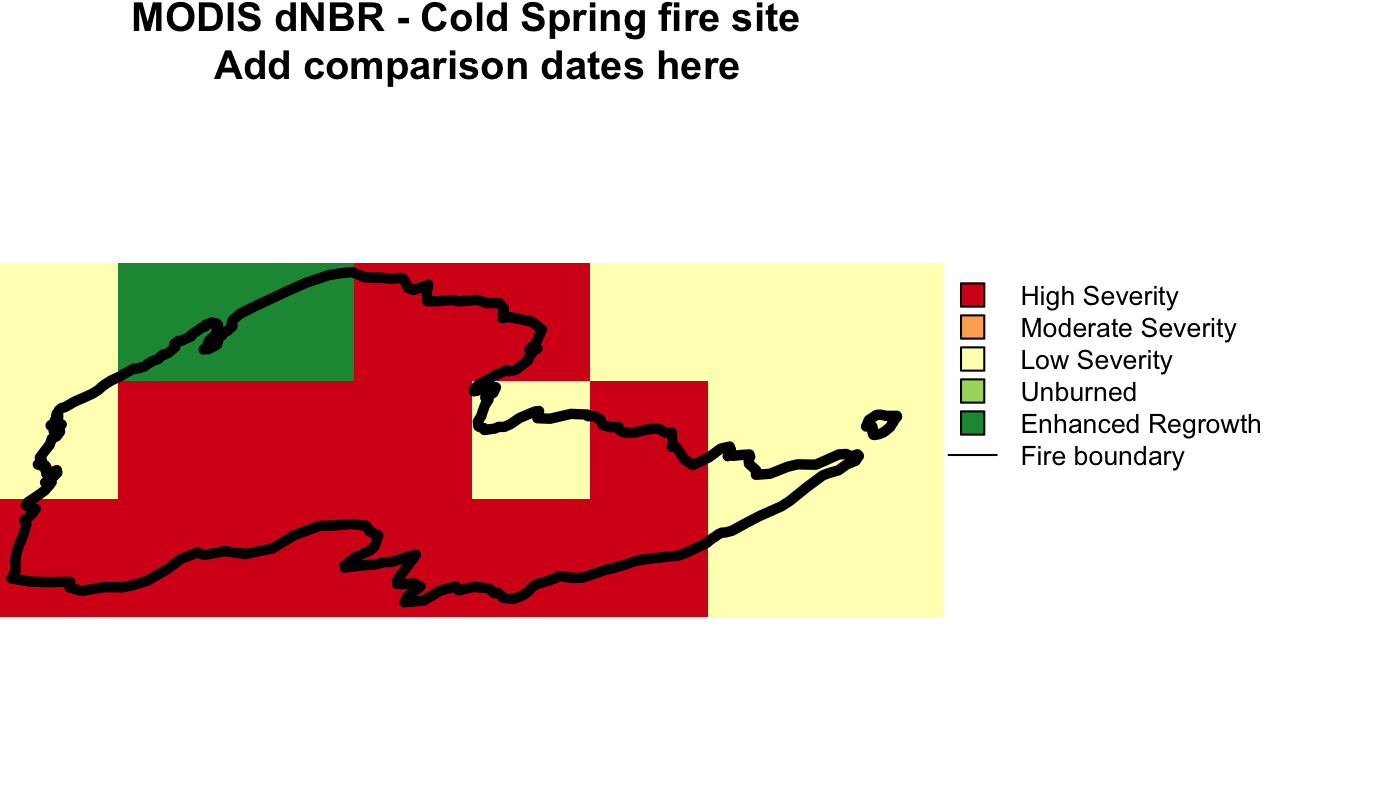 MODIS dNBR - Cold Spring fire site
Add comparison dates here
High Severity
Moderate Severity
Low Severity
Unburned
Enhanced Regrowth
Fire boundary